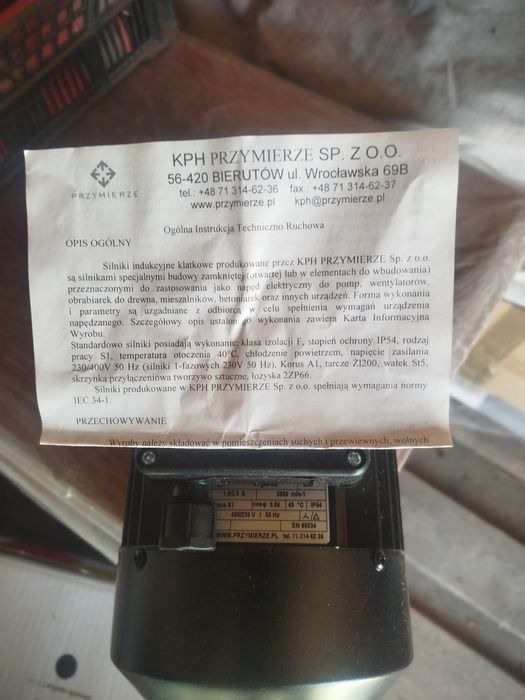 PRZYMIERZE
KPH PRZYMIERZE SP. Z O.O.
56-420 BIERUTÓW ul. Wrocławska 69B
tel.: +48 71 314-62-36 fax.: +48 71 314-62-37
www.przymierze.pl kph@przymierze.pl
Ogólna Instrukcja Techniczno Ruchowa
OPIS OGÓLNY
Silniki indukcyjne klatkowe produkowane przez KPH PRZYMIERZE Sp. z o.o.
są silnikami specjalnymi budowy zamkniętej(otwartej lub w elementach do wbudowania)
przeznaczonymi do zastosowania jako napęd elektryczny do pomp, wentylatorów,
obrabiarek do drewna, mieszalników, betoniarek oraz innych urządzeń. Forma wykonania
i parametry są uzgadniane z odbiorcą w celu spełnienia wymagań urządzenia
napędzanego. Szczegółowy opis ustalonego wykonania zawiera Karta Informacyjna
Wyrobu.
Standardowo silniki posiadają wykonanie: klasa izolacji F, stopień ochrony IP54, rodzaj
pracy S1, temperatura otoczenia 40°C, chłodzenie powietrzem, napięcie zasilania
230/400V 50 Hz (silniki 1-fazowych 230V 50 Hz), Korus A1, tarcze Zl200, wałek St5,
skrzynka przyłączeniowa tworzywo sztuczne, łożyska 2ZP66.
Silniki produkowane w KPH PRZYMIERZE Sp. z o.o. spełniają wymagania normy
IEC 34-1.
PRZECHOWYWANIE
Wyroby należy składować w pomieszczeniach suchych i przewiewnych, wolnych
A 2800 min-1
S1 cosφ 40 °C IP54
400/230 V / 50 Hz
EN 60034
WWW.PRZYMIERZE.PL tel. 71 314 62 36